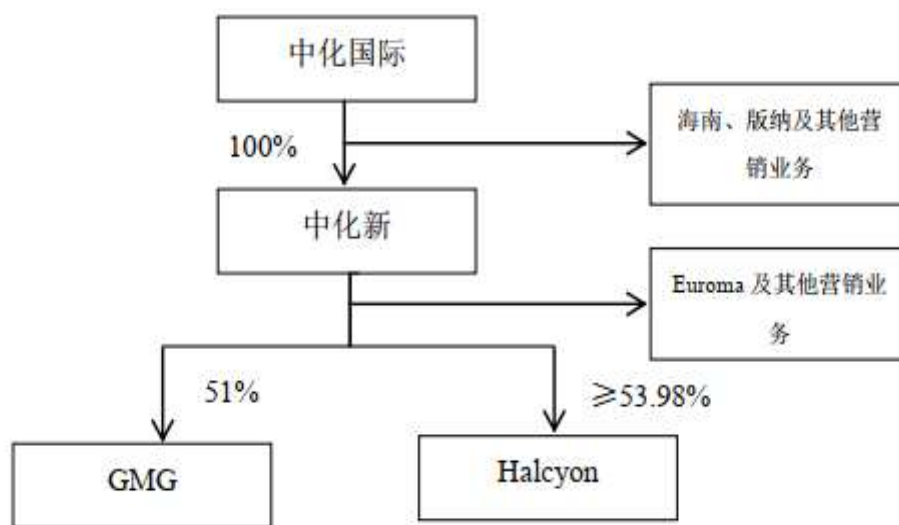 中化国际
海南、版纳及其他营
销业务
100%
中化新
Euroma 及其他营销业
务
51%
≥53.98%
GMG
Halcyon